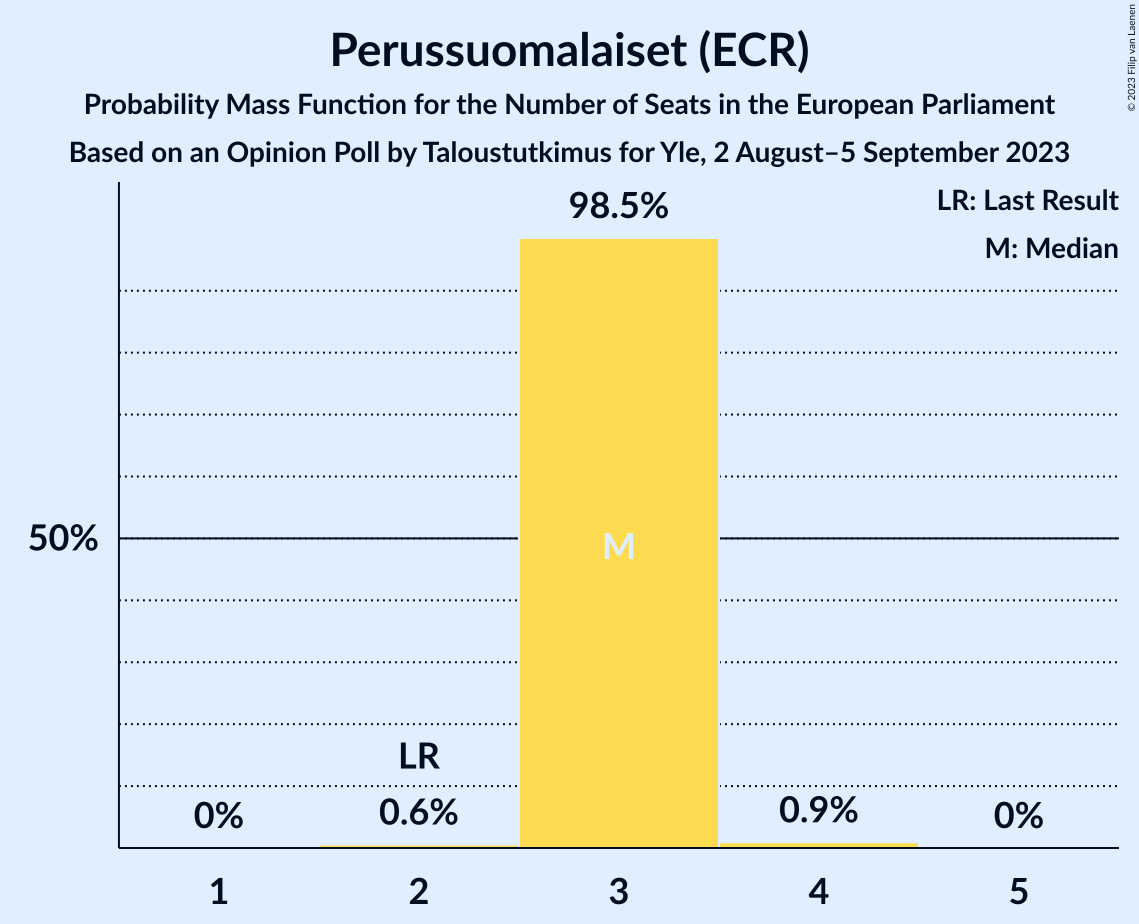 Perussuomalaiset (ECR)
Probability Mass Function for the Number of Seats in the European Parliament
Based on an Opinion Poll by Taloustutkimus for Yle, 2 August–5 September 2023
© 2023 Filip van Laenen
LR: Last Result
M: Median
98.5%
50%
M
LR
0%
0.6%
0.9%
0%
1
2
3
4
5